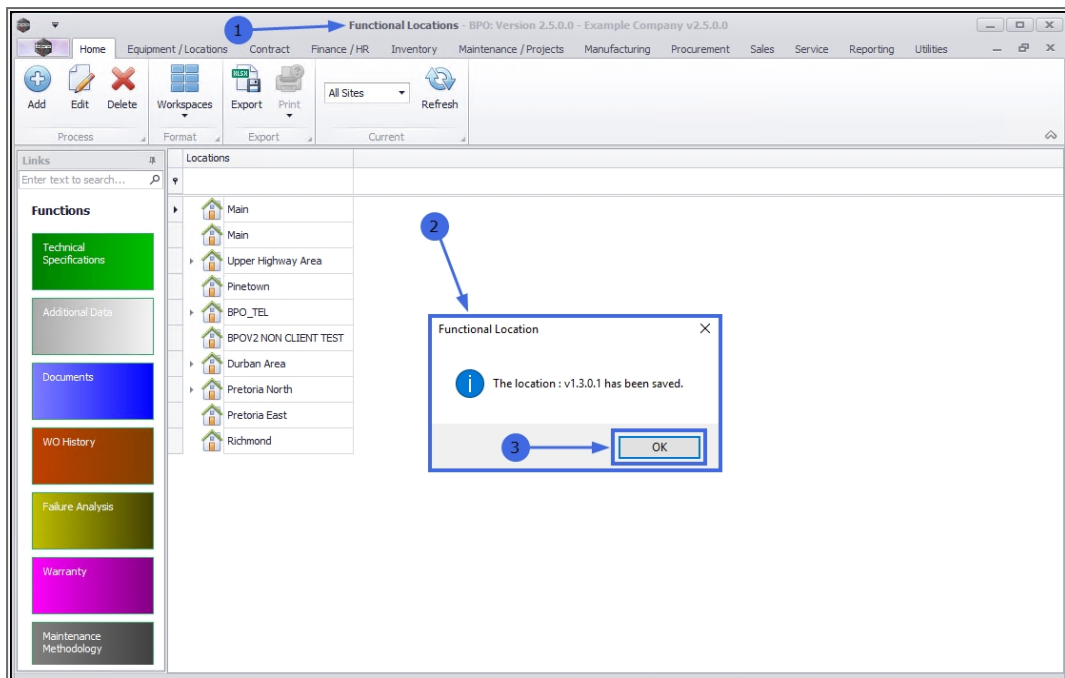 1
Functional Locations - BPO: Version 2.5.0.0 - Example Company v2.5.0.0
Home Equipment / Locations Contract Finance / HR Inventory Maintenance / Projects Manufacturing Procurement Sales Service Reporting Utilities
XLSX
Add Edit Delete Workspaces Export Print All Sites Refresh
Process Format Export Current
Links
Enter text to search...
Functions
Technical
Specifications
Additional Data
Documents
WO History
Failure Analysis
Warranty
Maintenance
Methodology
Locations
Main
Main
Upper Highway Area
Pinetown
BPO_TEL
BPOV2 NON CLIENT TEST
Durban Area
Pretoria North
Pretoria East
Richmond
2
Functional Location
The location : v1.3.0.1 has been saved.
3
OK